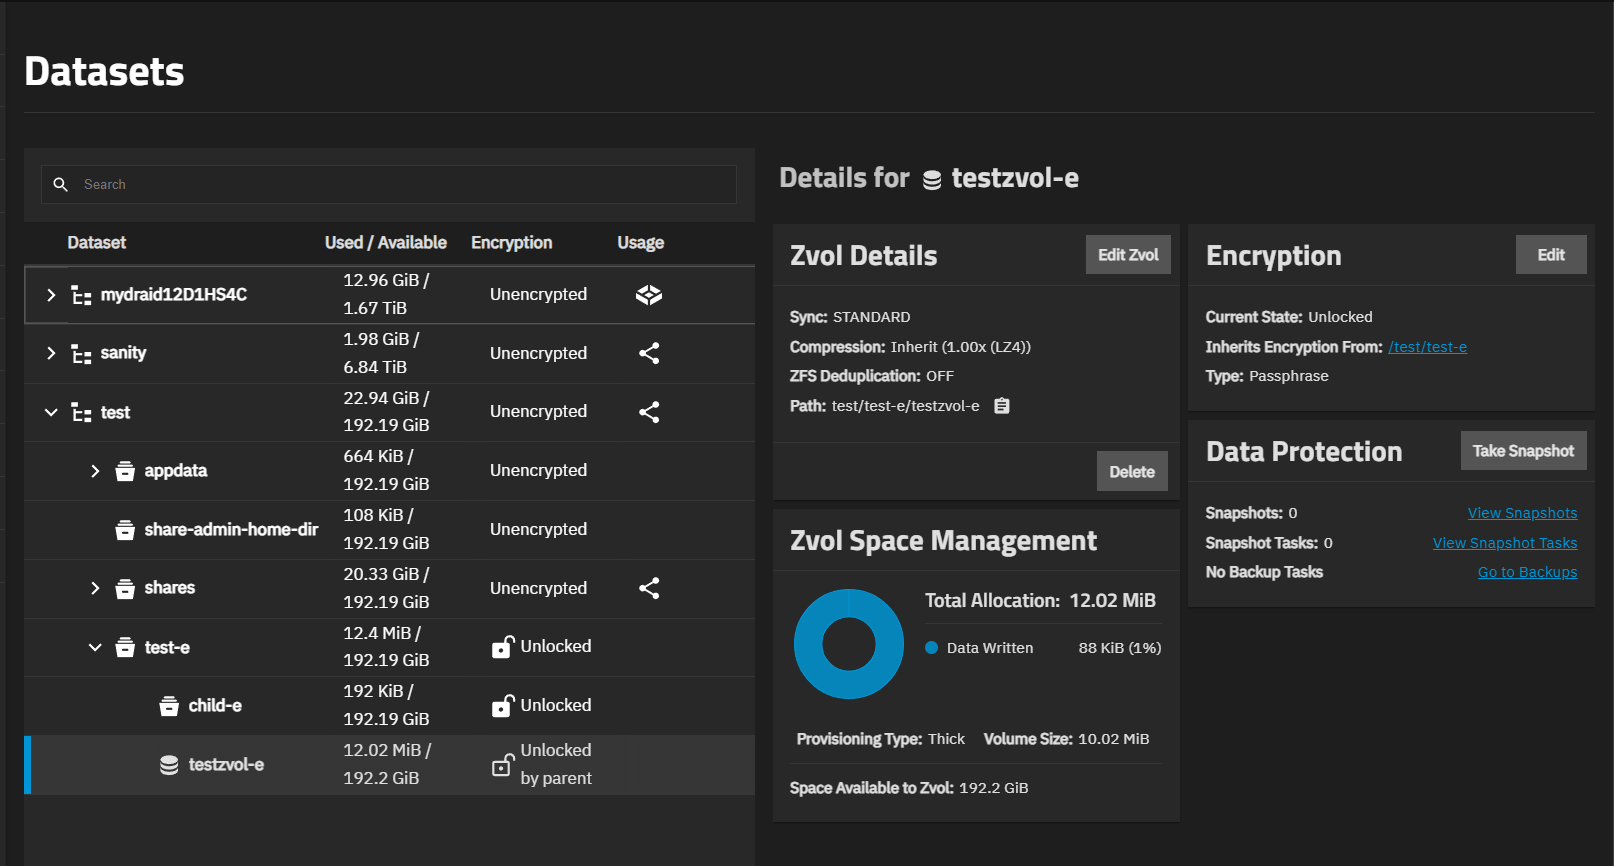 Datasets
Search
Details for testzvol-e
Dataset Used / Available Encryption Usage
mydraid12D1HS4C 12.96 GiB / 1.67 TiB Unencrypted
sanity 1.98 GiB / 6.84 TiB Unencrypted
test 22.94 GiB / 192.19 GiB Unencrypted
appdata 664 KiB / 192.19 GiB Unencrypted
share-admin-home-dir 108 KiB / 192.19 GiB Unencrypted
shares 20.33 GiB / 192.19 GiB Unencrypted
test-e 12.4 MiB / 192.19 GiB Unlocked
child-e 192 KiB / 192.19 GiB Unlocked
testzvol-e 12.02 MiB / 192.2 GiB Unlocked by parent
Zvol Details Edit Zvol
Sync: STANDARD
Compression: Inherit (1.00x (LZ4))
ZFS Deduplication: OFF
Path: test/test-e/testzvol-e
Delete
Zvol Space Management
Total Allocation: 12.02 MiB
Data Written 88 KiB (1%)
Provisioning Type: Thick Volume Size: 10.02 MiB
Space Available to Zvol: 192.2 GiB
Encryption Edit
Current State: Unlocked
Inherits Encryption From: /test/test-e
Type: Passphrase
Data Protection Take Snapshot
Snapshots: 0 View Snapshots
Snapshot Tasks: 0 View Snapshot Tasks
No Backup Tasks Go to Backups